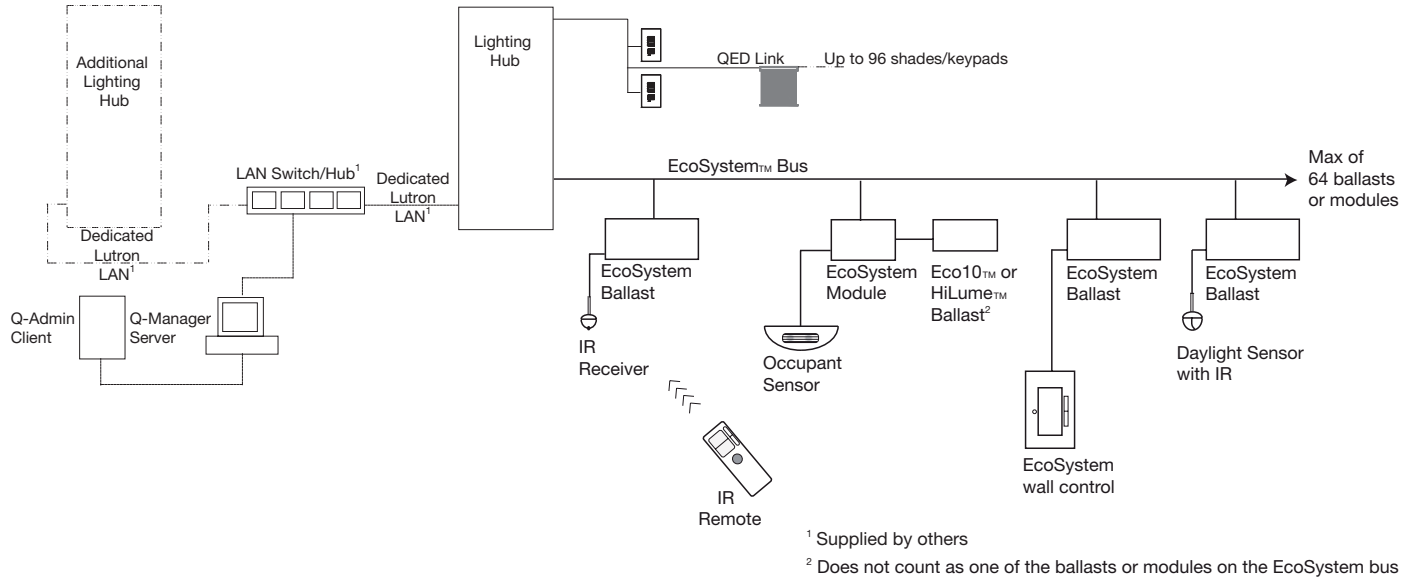 Additional
Lighting
Hub
Lighting
Hub
QED Link
Up to 96 shades/keypads
LAN Switch/Hub¹
Dedicated
Lutron
LAN¹
EcoSystem™ Bus
Max of
64 ballasts
or modules
Dedicated
Lutron
LAN¹
Q-Admin
Client
Q-Manager
Server
EcoSystem
Ballast
IR
Receiver
EcoSystem
Module
Eco10™ or
HiLume™
Ballast²
Occupant
Sensor
EcoSystem
Ballast
EcoSystem
Ballast
Daylight Sensor
with IR
EcoSystem
wall control
IR
Remote
¹ Supplied by others
² Does not count as one of the ballasts or modules on the EcoSystem bus